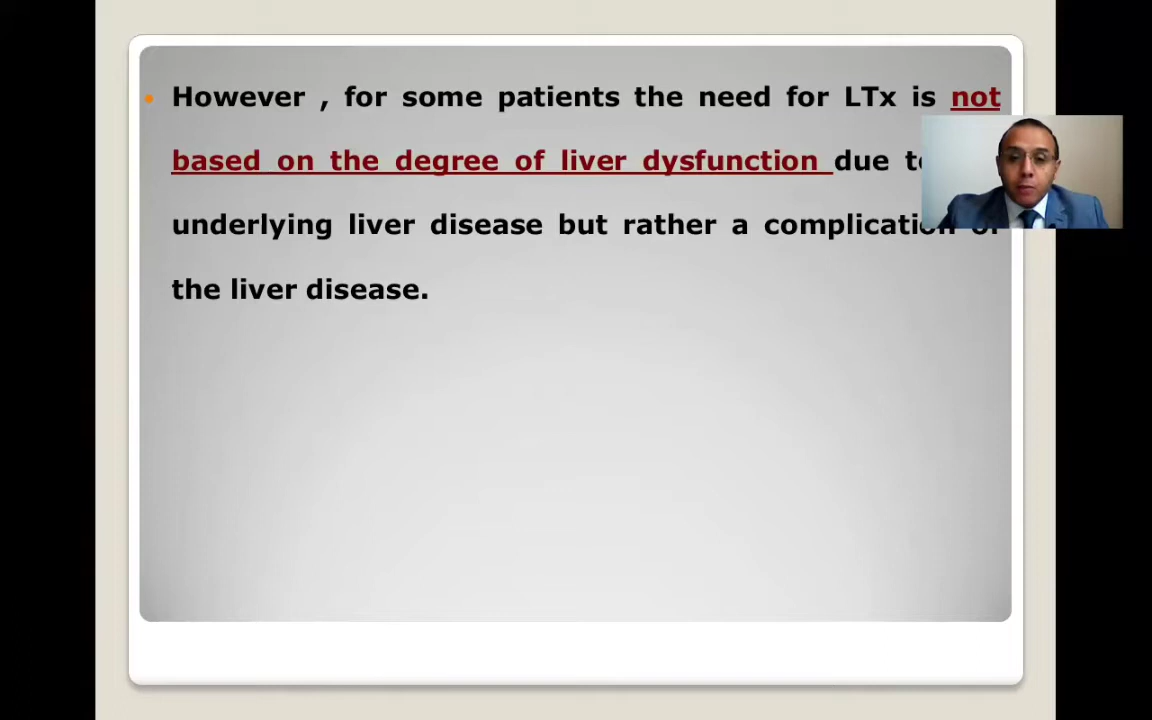 However , for some patients the need for LTx is not
based on the degree of liver dysfunction due
underlying liver disease but rather a complication of
the liver disease.